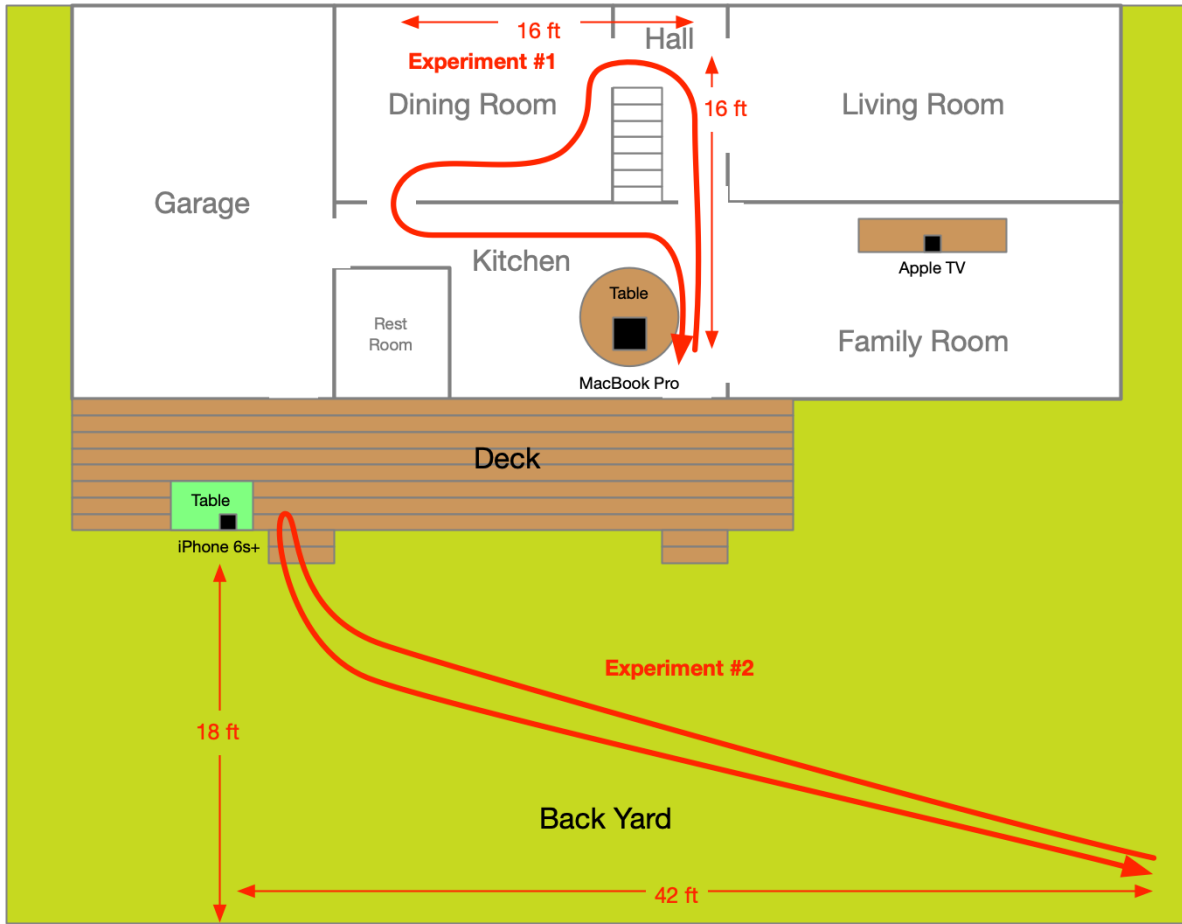 16 ft
Hall
Experiment #1
Dining Room
16 ft
Living Room
Garage
Kitchen
Apple TV
Table
Rest
Room
Family Room
MacBook Pro
Deck
Table
iPhone 6s+
Experiment #2
18 ft
Back Yard
42 ft